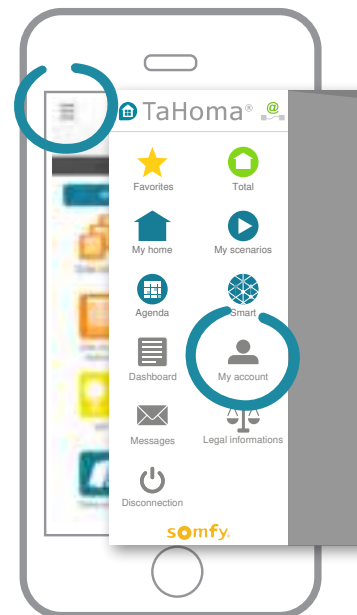 TaHoma® @
Favorites Total
My home My scenarios
Agenda Smart
Dashboard My account
Messages Legal informations
Disconnection
somfy.